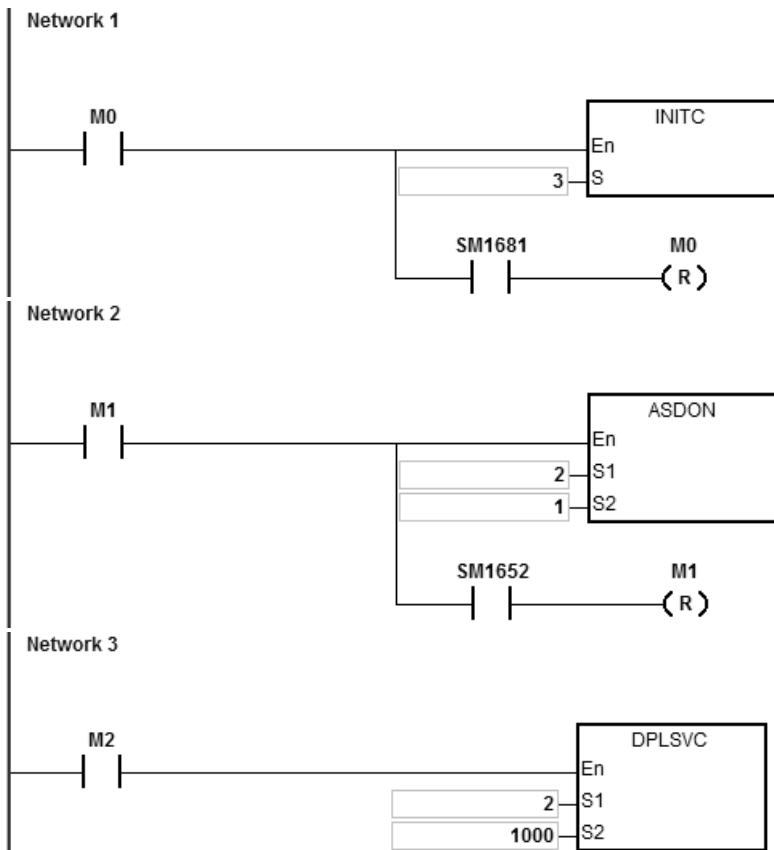 Network 1
M0
INITC
En
3 S
SM1681 M0
( R )
Network 2
M1
ASDON
En
2 S1
1 S2
SM1652 M1
( R )
Network 3
M2
DPLSVC
En
2 S1
1000 S2